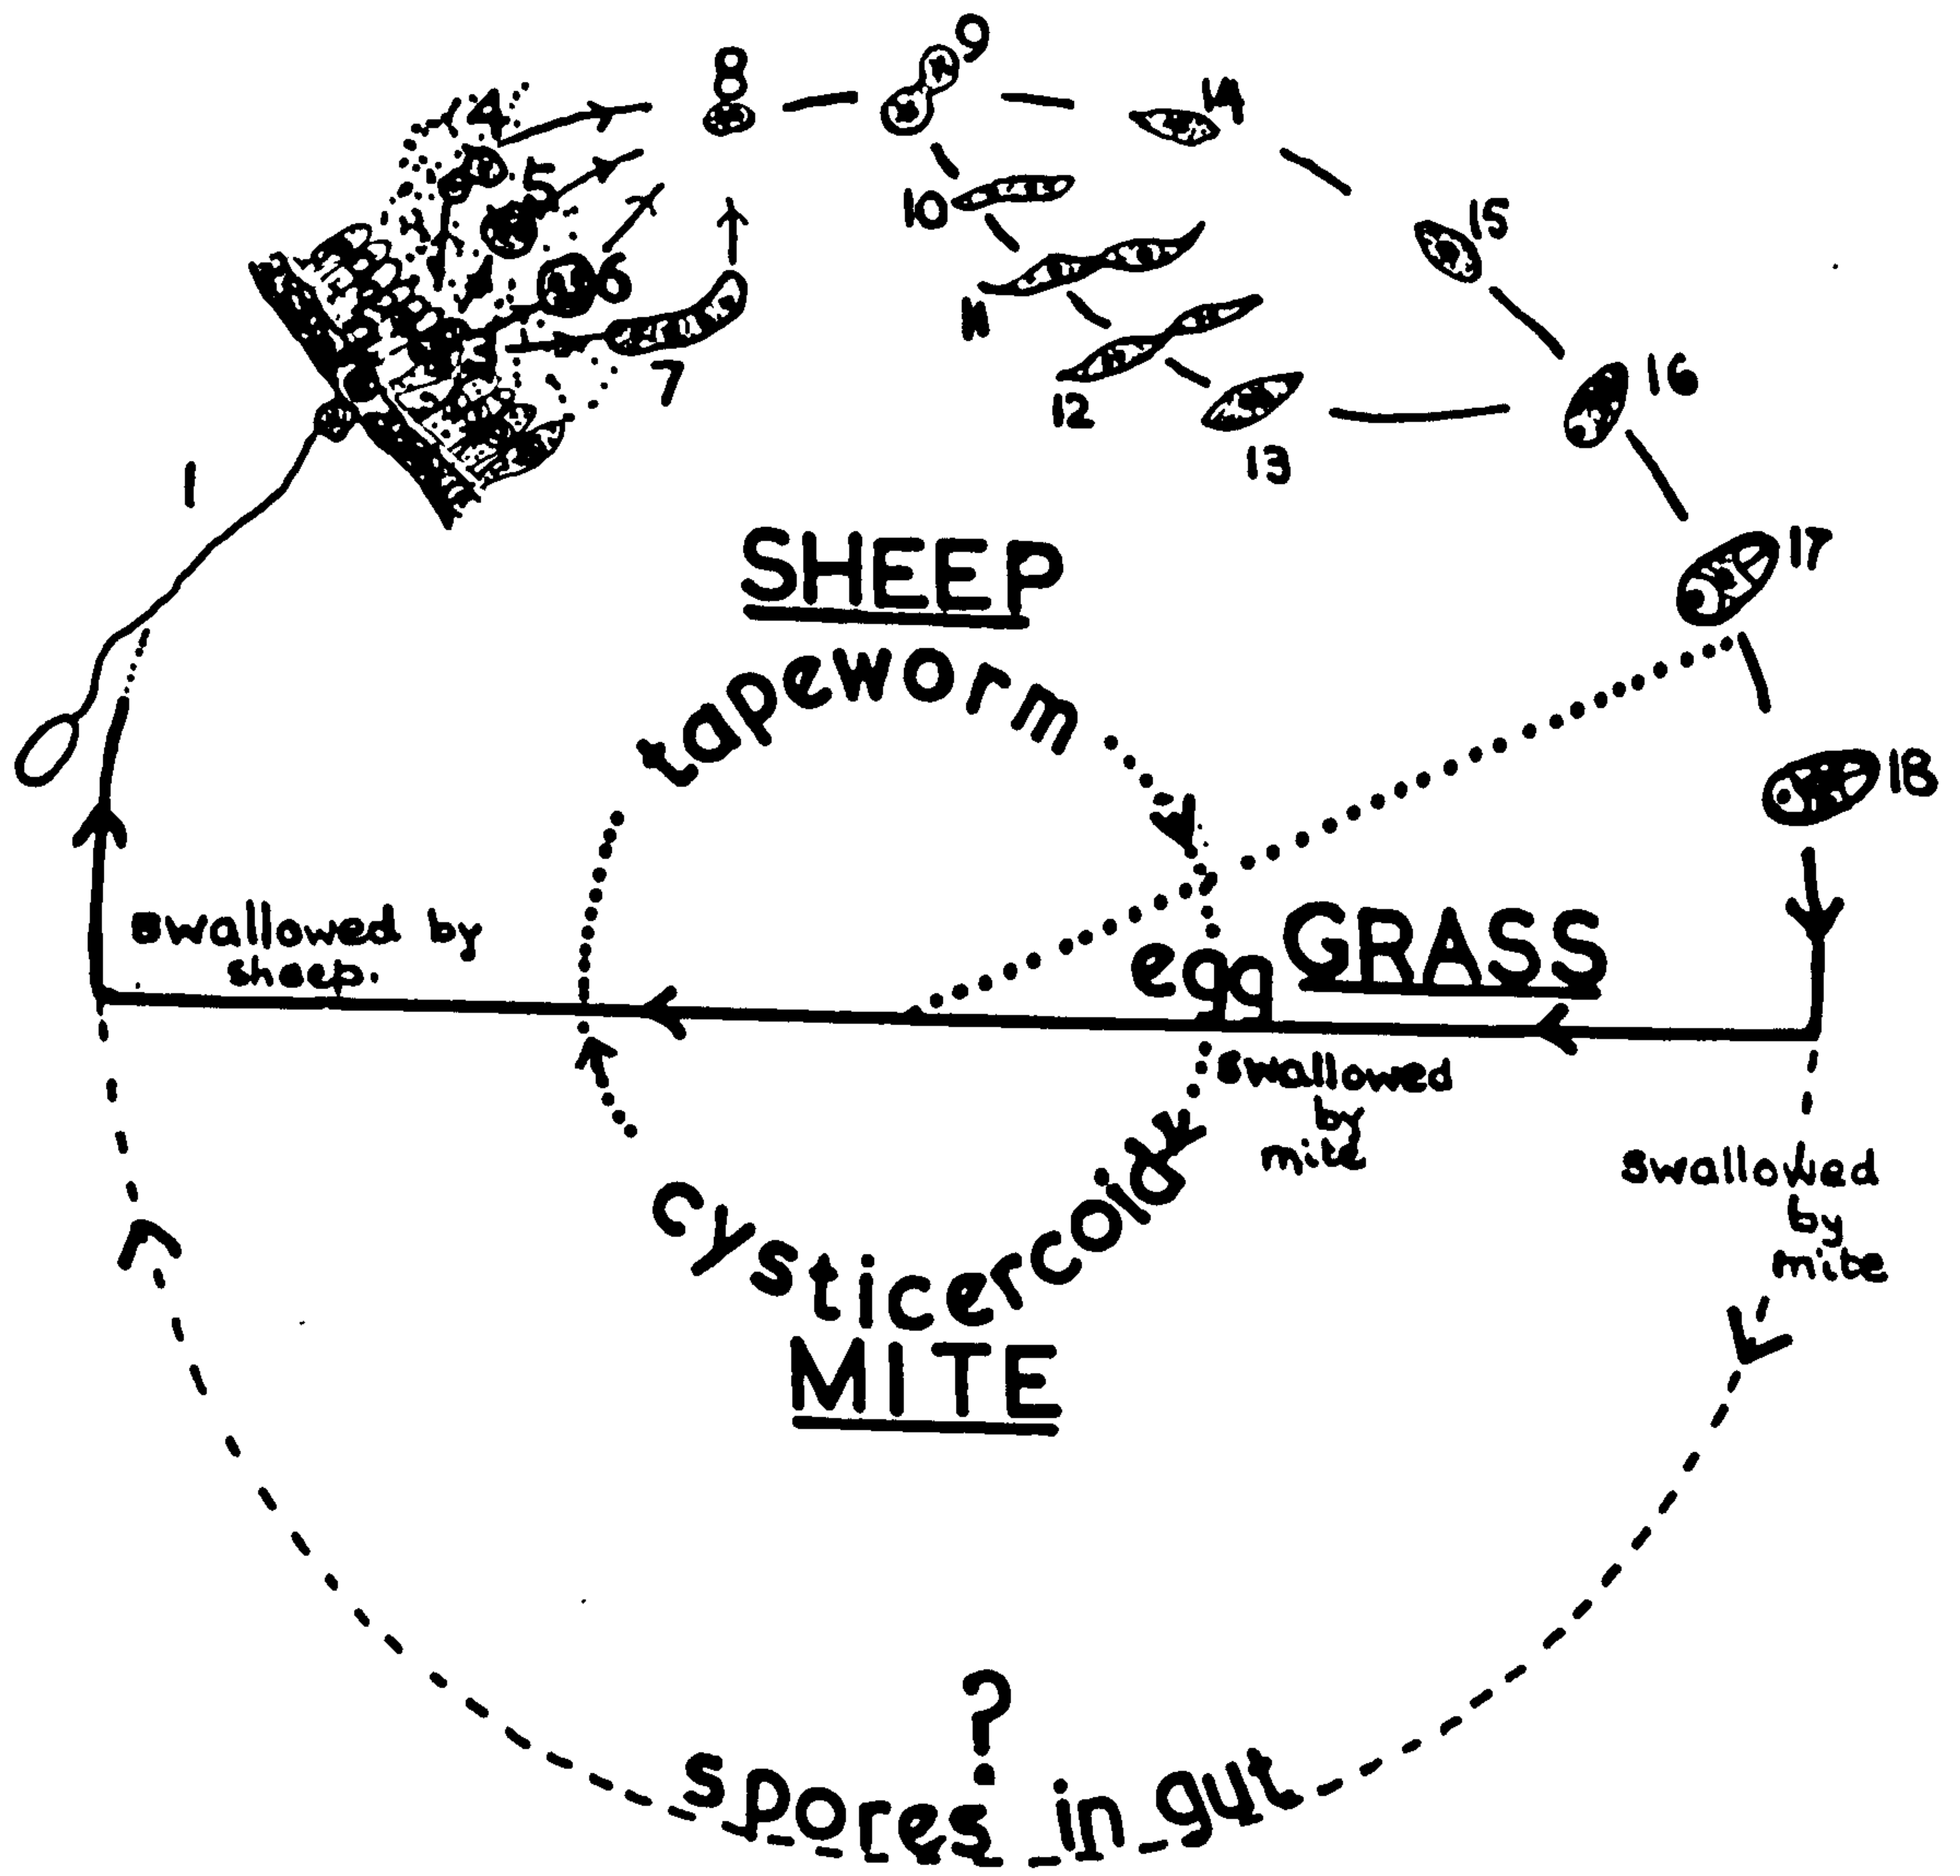 9
8
14
4
5
15
10
6
11
3
7
16
12
13
1
SHEEP
17
tapeworm
18
swallowed by
sheep.
egg
GRASS
swallowed
by
mite
swallowed
by
mite
cysticercoid
MITE
?
spores in gut